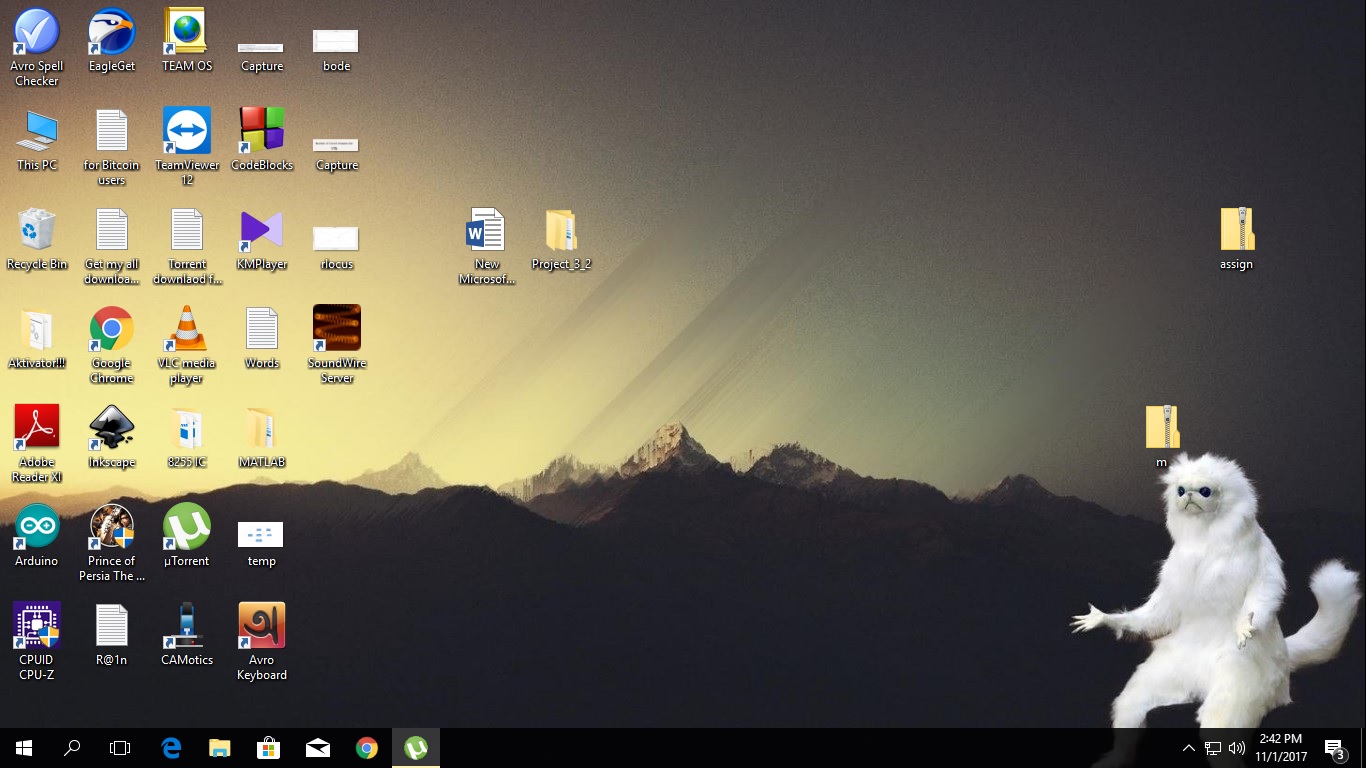 Avro Spell
Checker
EagleGet
TEAM OS
Capture
bode
This PC
for Bitcoin
users
TeamViewer
12
CodeBlocks
Capture
Recycle Bin
Get my all
downloa...
Torrent
downlaod f...
KMPlayer
rlocus
New
Microsof...
Project_3_2
assign
Aktivator!!!
Google
Chrome
VLC media
player
Words
SoundWire
Server
Adobe
Reader XI
Inkscape
8255 IC
MATLAB
m
Arduino
Prince of
Persia The ...
µTorrent
temp
CPUID
CPU-Z
R@1n
CAMotics
অ
Avro
Keyboard
2:42 PM
11/1/2017
3